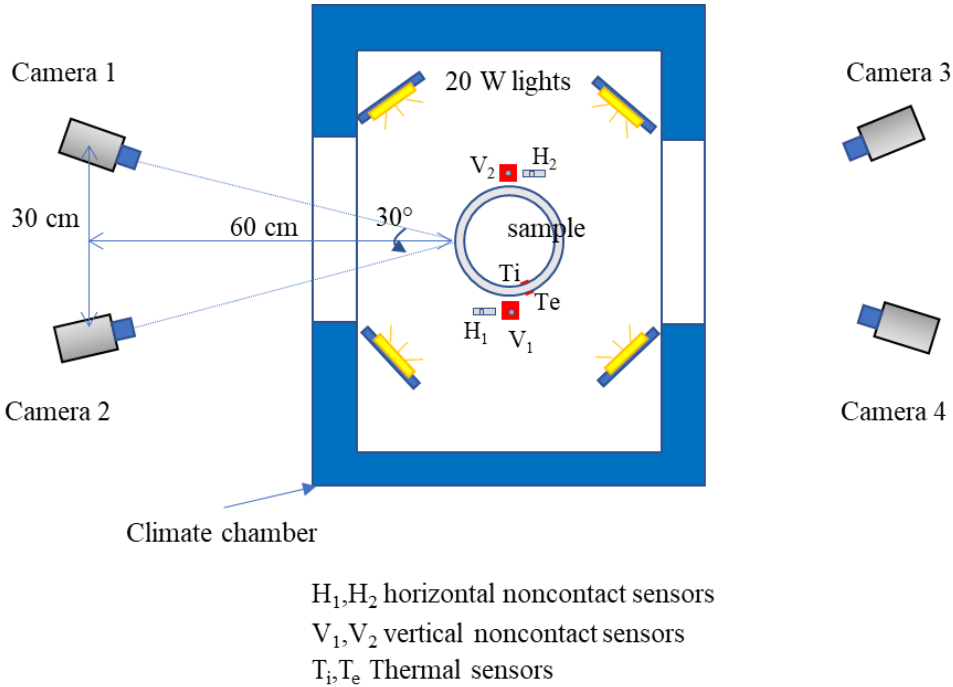 Camera 1
Camera 3
20 W lights
V₂
H₂
30 cm
60 cm
30°
sample
Ti
Te
H₁
V₁
Camera 2
Camera 4
Climate chamber
H₁,H₂ horizontal noncontact sensors
V₁,V₂ vertical noncontact sensors
Tᵢ,Tₑ Thermal sensors